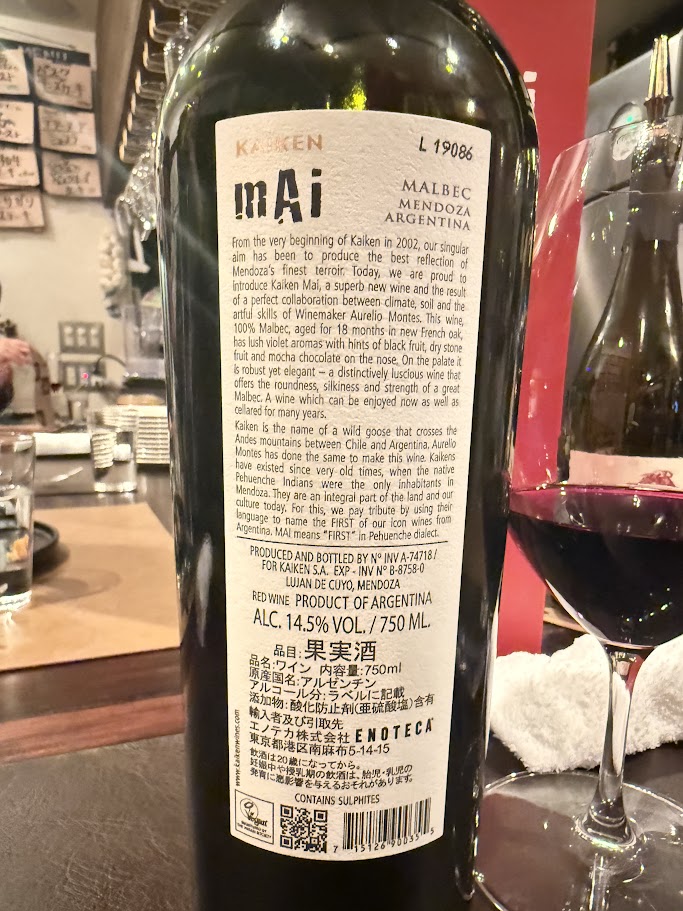 KAIKEN
L 19086
mAi
MALBEC
MENDOZA
ARGENTINA
From the very beginning of Kaiken in 2002, our singular
aim has been to produce the best reflection of
Mendoza's finest terroir. Today, we are proud to
introduce Kaiken Mai, a superb new wine and the result
of a perfect collaboration between climate, soil and the
artful skills of Winemaker Aurelio Montes. This wine,
100% Malbec, aged for 18 months in new French oak,
has lush violet aromas with hints of black fruit, dry stone
fruit and mocha chocolate on the nose. On the palate it
is robust yet elegant – a distinctively luscious wine that
offers the roundness, silkiness and strength of a great
Malbec. A wine which can be enjoyed now as well as
cellared for many years.
Kaiken is the name of a wild goose that crosses the
Andes mountains between Chile and Argentina. Aurelio
Montes has done the same to make this wine. Kaikens
have existed since very old times, when the native
Pehuenche Indians were the only inhabitants in
Mendoza. They are an integral part of the land and our
culture today. For this, we pay tribute by using their
language to name the FIRST of our icon wines from
Argentina. MAI means "FIRST" in Pehuenche dialect.
PRODUCED AND BOTTLED BY Nº INV A-74718 /
FOR KAIKEN S.A. EXP - INV Nº B-8758-0
LUJAN DE CUYO, MENDOZA
RED WINE PRODUCT OF ARGENTINA
ALC. 14.5% VOL. / 750 ML.
品目:果実酒
品名:ワイン 内容量:750ml
原産国名:アルゼンチン
アルコール分:ラベルに記載
添加物:酸化防止剤(亜硫酸塩)含有
輸入者及び引取先
エノテカ株式会社 ENOTECA
東京都港区南麻布5-14-15
飲酒は20歳になってから。
妊娠中や授乳期の飲酒は、胎児・乳児の
発育に悪影響を与えるおそれがあります。
www.kaikenwines.com
CONTAINS SULPHITES
Vegan
7 15126 90035 5